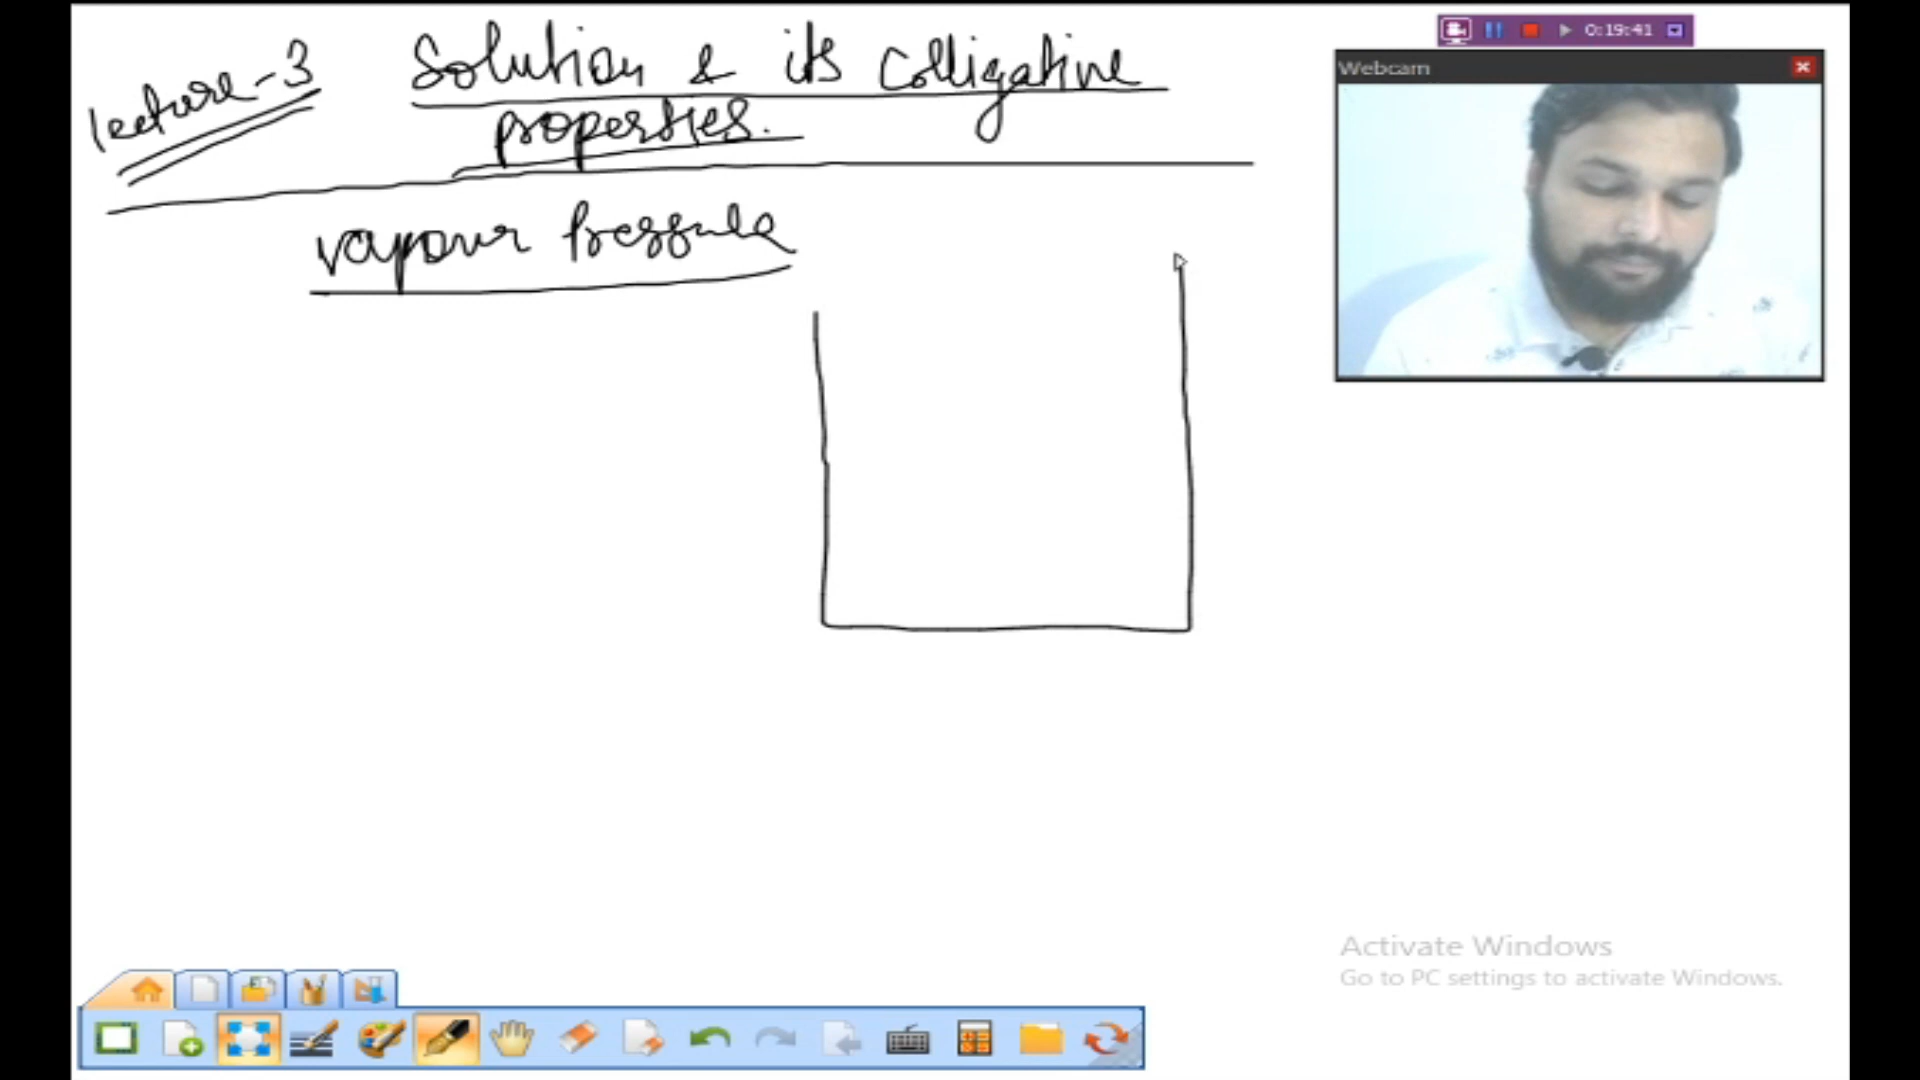 0:19:41
Webcam
lecture-3
Solution & its Colligative
properties.
vapour Pressure
Activate Windows
Go to PC settings to activate Windows.